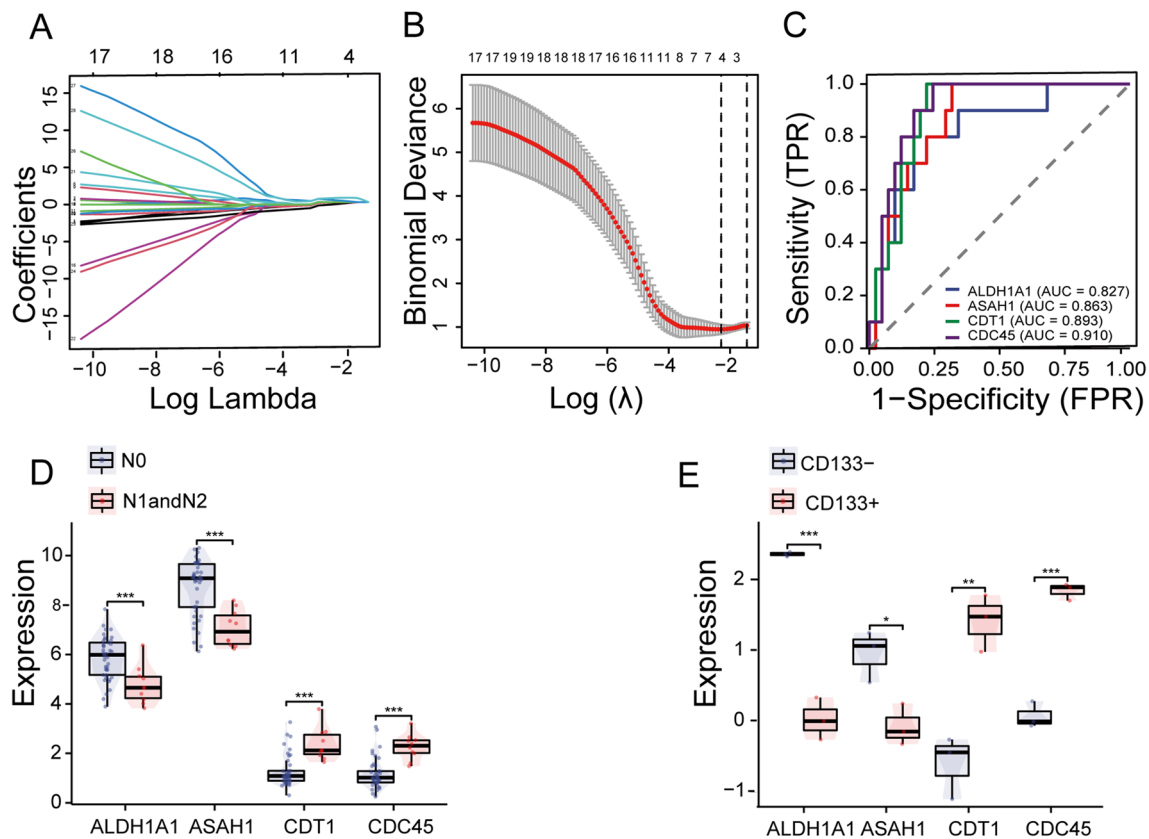 A
17 18 16 11 4
15
10
5
0
−5
−10
−15
Coefficients
−10 −8 −6 −4 −2
Log Lambda
B
17 17 19 19 18 18 18 17 16 16 11 11 8 7 7 4 3
6
5
4
3
2
1
Binomial Deviance
−10 −8 −6 −4 −2
Log (λ)
C
1.0
0.8
0.6
0.4
0.2
0.0
Sensitivity (TPR)
ALDH1A1 (AUC = 0.827)
ASAH1 (AUC = 0.863)
CDT1 (AUC = 0.893)
CDC45 (AUC = 0.910)
0.00 0.25 0.50 0.75 1.00
1−Specificity (FPR)
D
N0
N1andN2
10
8
6
4
2
0
Expression
***
***
***
***
ALDH1A1 ASAH1 CDT1 CDC45
E
CD133−
CD133+
2
1
0
−1
Expression
***
*
**
***
ALDH1A1 ASAH1 CDT1 CDC45